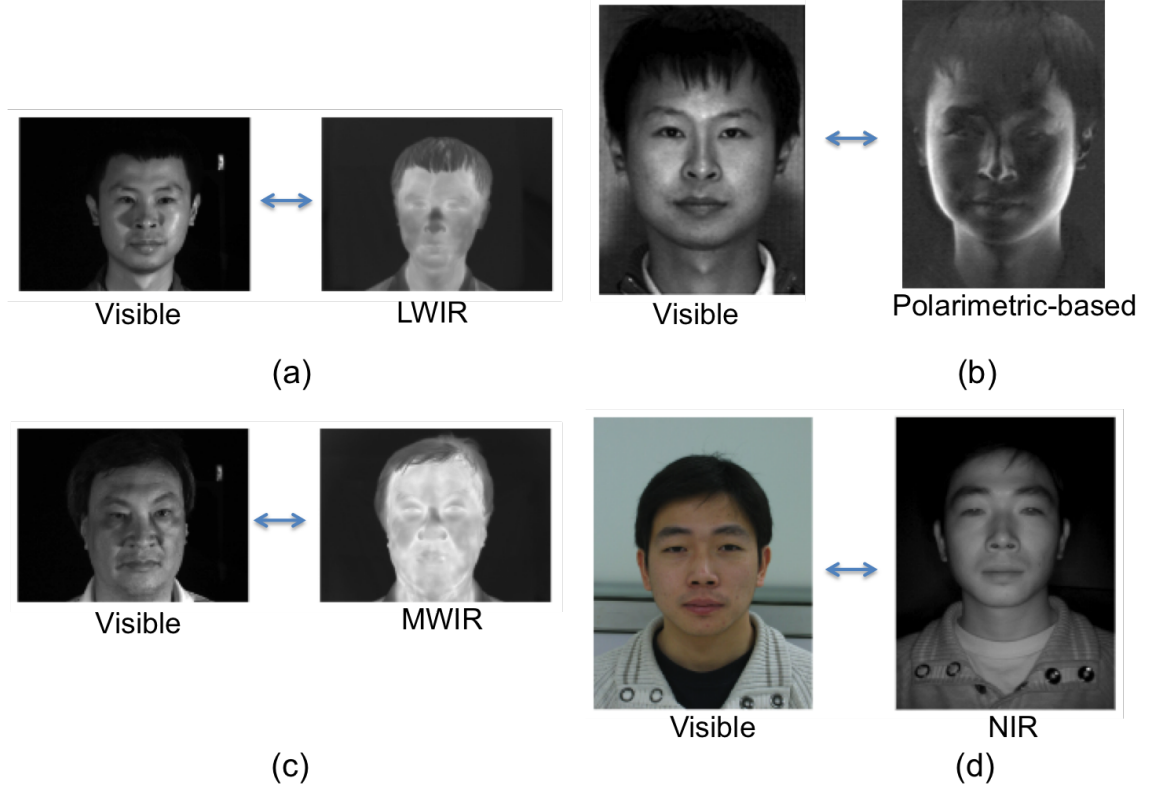 Visible
LWIR
(a)
Visible
Polarimetric-based
(b)
Visible
MWIR
(c)
Visible
NIR
(d)